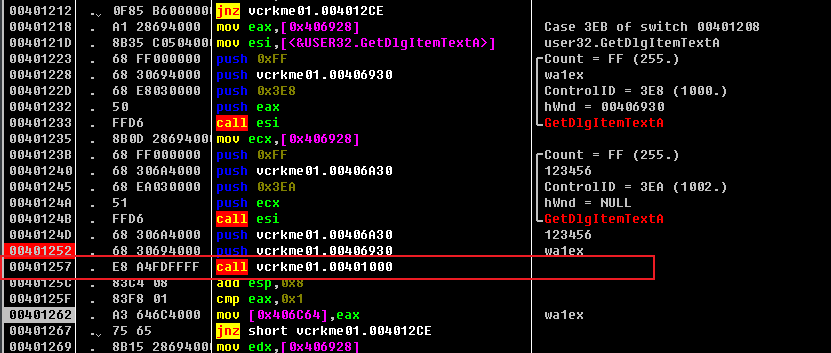 00401212 .⌄ 0F85 B6000000 jnz vcrkme01.004012CE
00401218 . A1 28694000 mov eax,[0x406928] Case 3EB of switch 00401208
0040121D . 8B35 C0504000 mov esi,[<&USER32.GetDlgItemTextA>] user32.GetDlgItemTextA
00401223 . 68 FF000000 push 0xFF Count = FF (255.)
00401228 . 68 30694000 push vcrkme01.00406930 wa1ex
0040122D . 68 E8030000 push 0x3E8 ControlID = 3E8 (1000.)
00401232 . 50 push eax hWnd = 00406930
00401233 . FFD6 call esi GetDlgItemTextA
00401235 . 8B0D 28694000 mov ecx,[0x406928]
0040123B . 68 FF000000 push 0xFF Count = FF (255.)
00401240 . 68 306A4000 push vcrkme01.00406A30 123456
00401245 . 68 EA030000 push 0x3EA ControlID = 3EA (1002.)
0040124A . 51 push ecx hWnd = NULL
0040124B . FFD6 call esi GetDlgItemTextA
0040124D . 68 306A4000 push vcrkme01.00406A30 123456
00401252 . 68 30694000 push vcrkme01.00406930 wa1ex
00401257 . E8 A4FDFFFF call vcrkme01.00401000
0040125C . 83C4 08 add esp,0x8
0040125F . 83F8 01 cmp eax,0x1
00401262 . A3 646C4000 mov [0x406C64],eax wa1ex
00401267 .⌄ 75 65 jnz short vcrkme01.004012CE
00401269 . 8B15 28694000 mov edx,[0x406928]